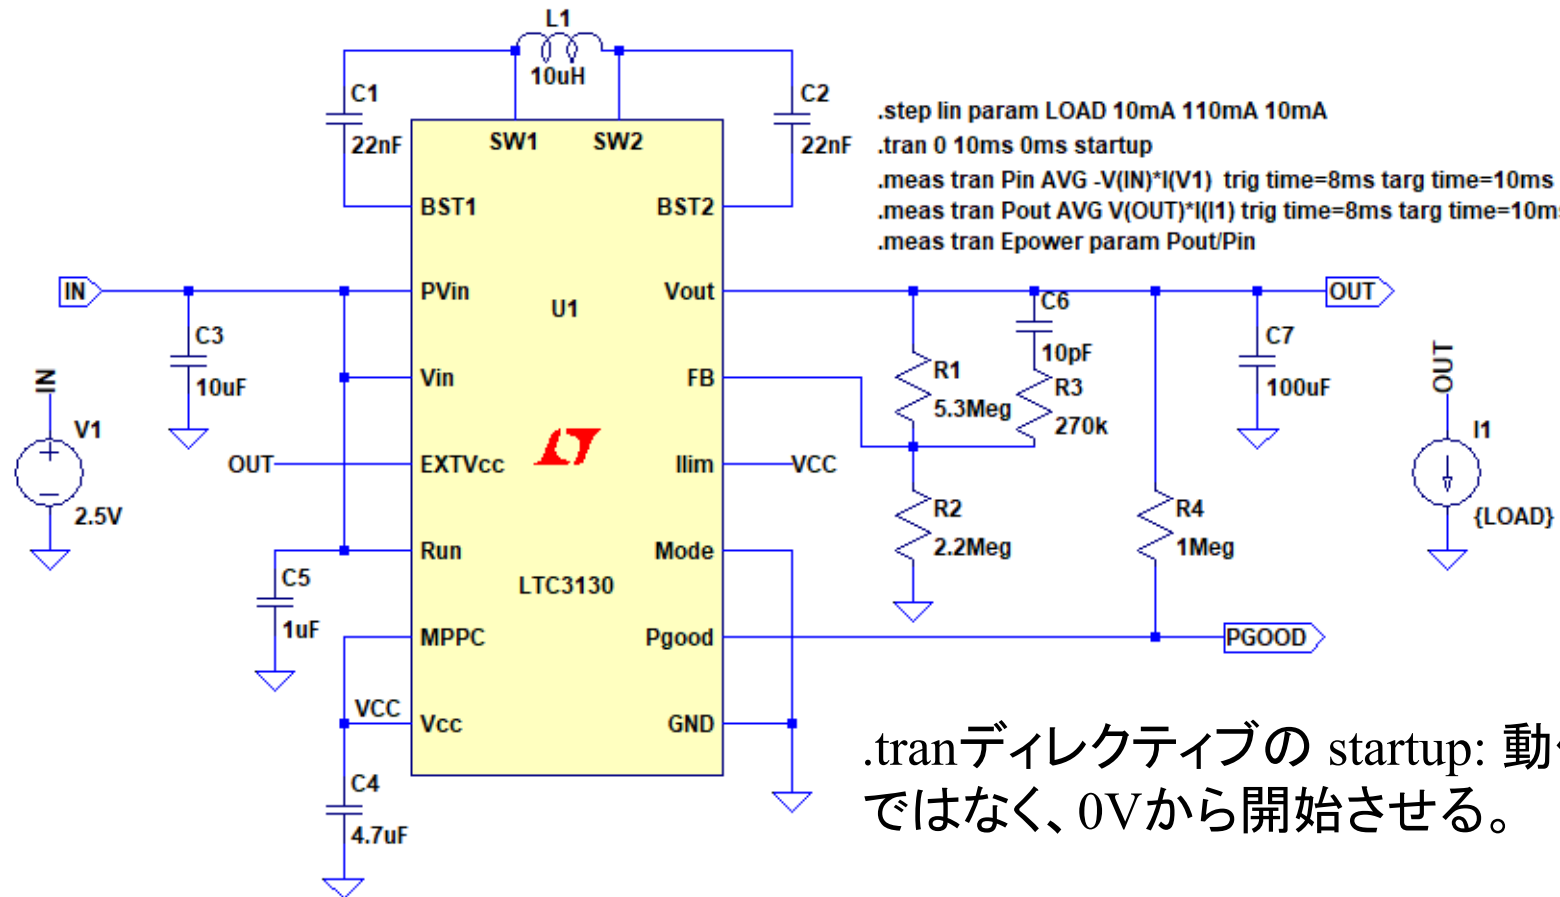 L1
10uH
C1
22nF
C2
22nF
.step lin param LOAD 10mA 110mA 10mA
.tran 0 10ms 0ms startup
.meas tran Pin AVG -V(IN)*I(V1) trig time=8ms targ time=10ms
.meas tran Pout AVG V(OUT)*I(I1) trig time=8ms targ time=10ms
.meas tran Epower param Pout/Pin
SW1
SW2
BST1
BST2
IN
PVin
U1
Vout
OUT
C3
10uF
Vin
FB
C6
10pF
R1
5.3Meg
R3
270k
C7
100uF
IN
V1
2.5V
OUT
EXTVcc
Ilim
VCC
OUT
I1
{LOAD}
R2
2.2Meg
R4
1Meg
Run
Mode
C5
1uF
LTC3130
MPPC
Pgood
PGOOD
VCC
Vcc
GND
C4
4.7uF
.tranディレクティブの startup: 動
ではなく、0Vから開始させる。